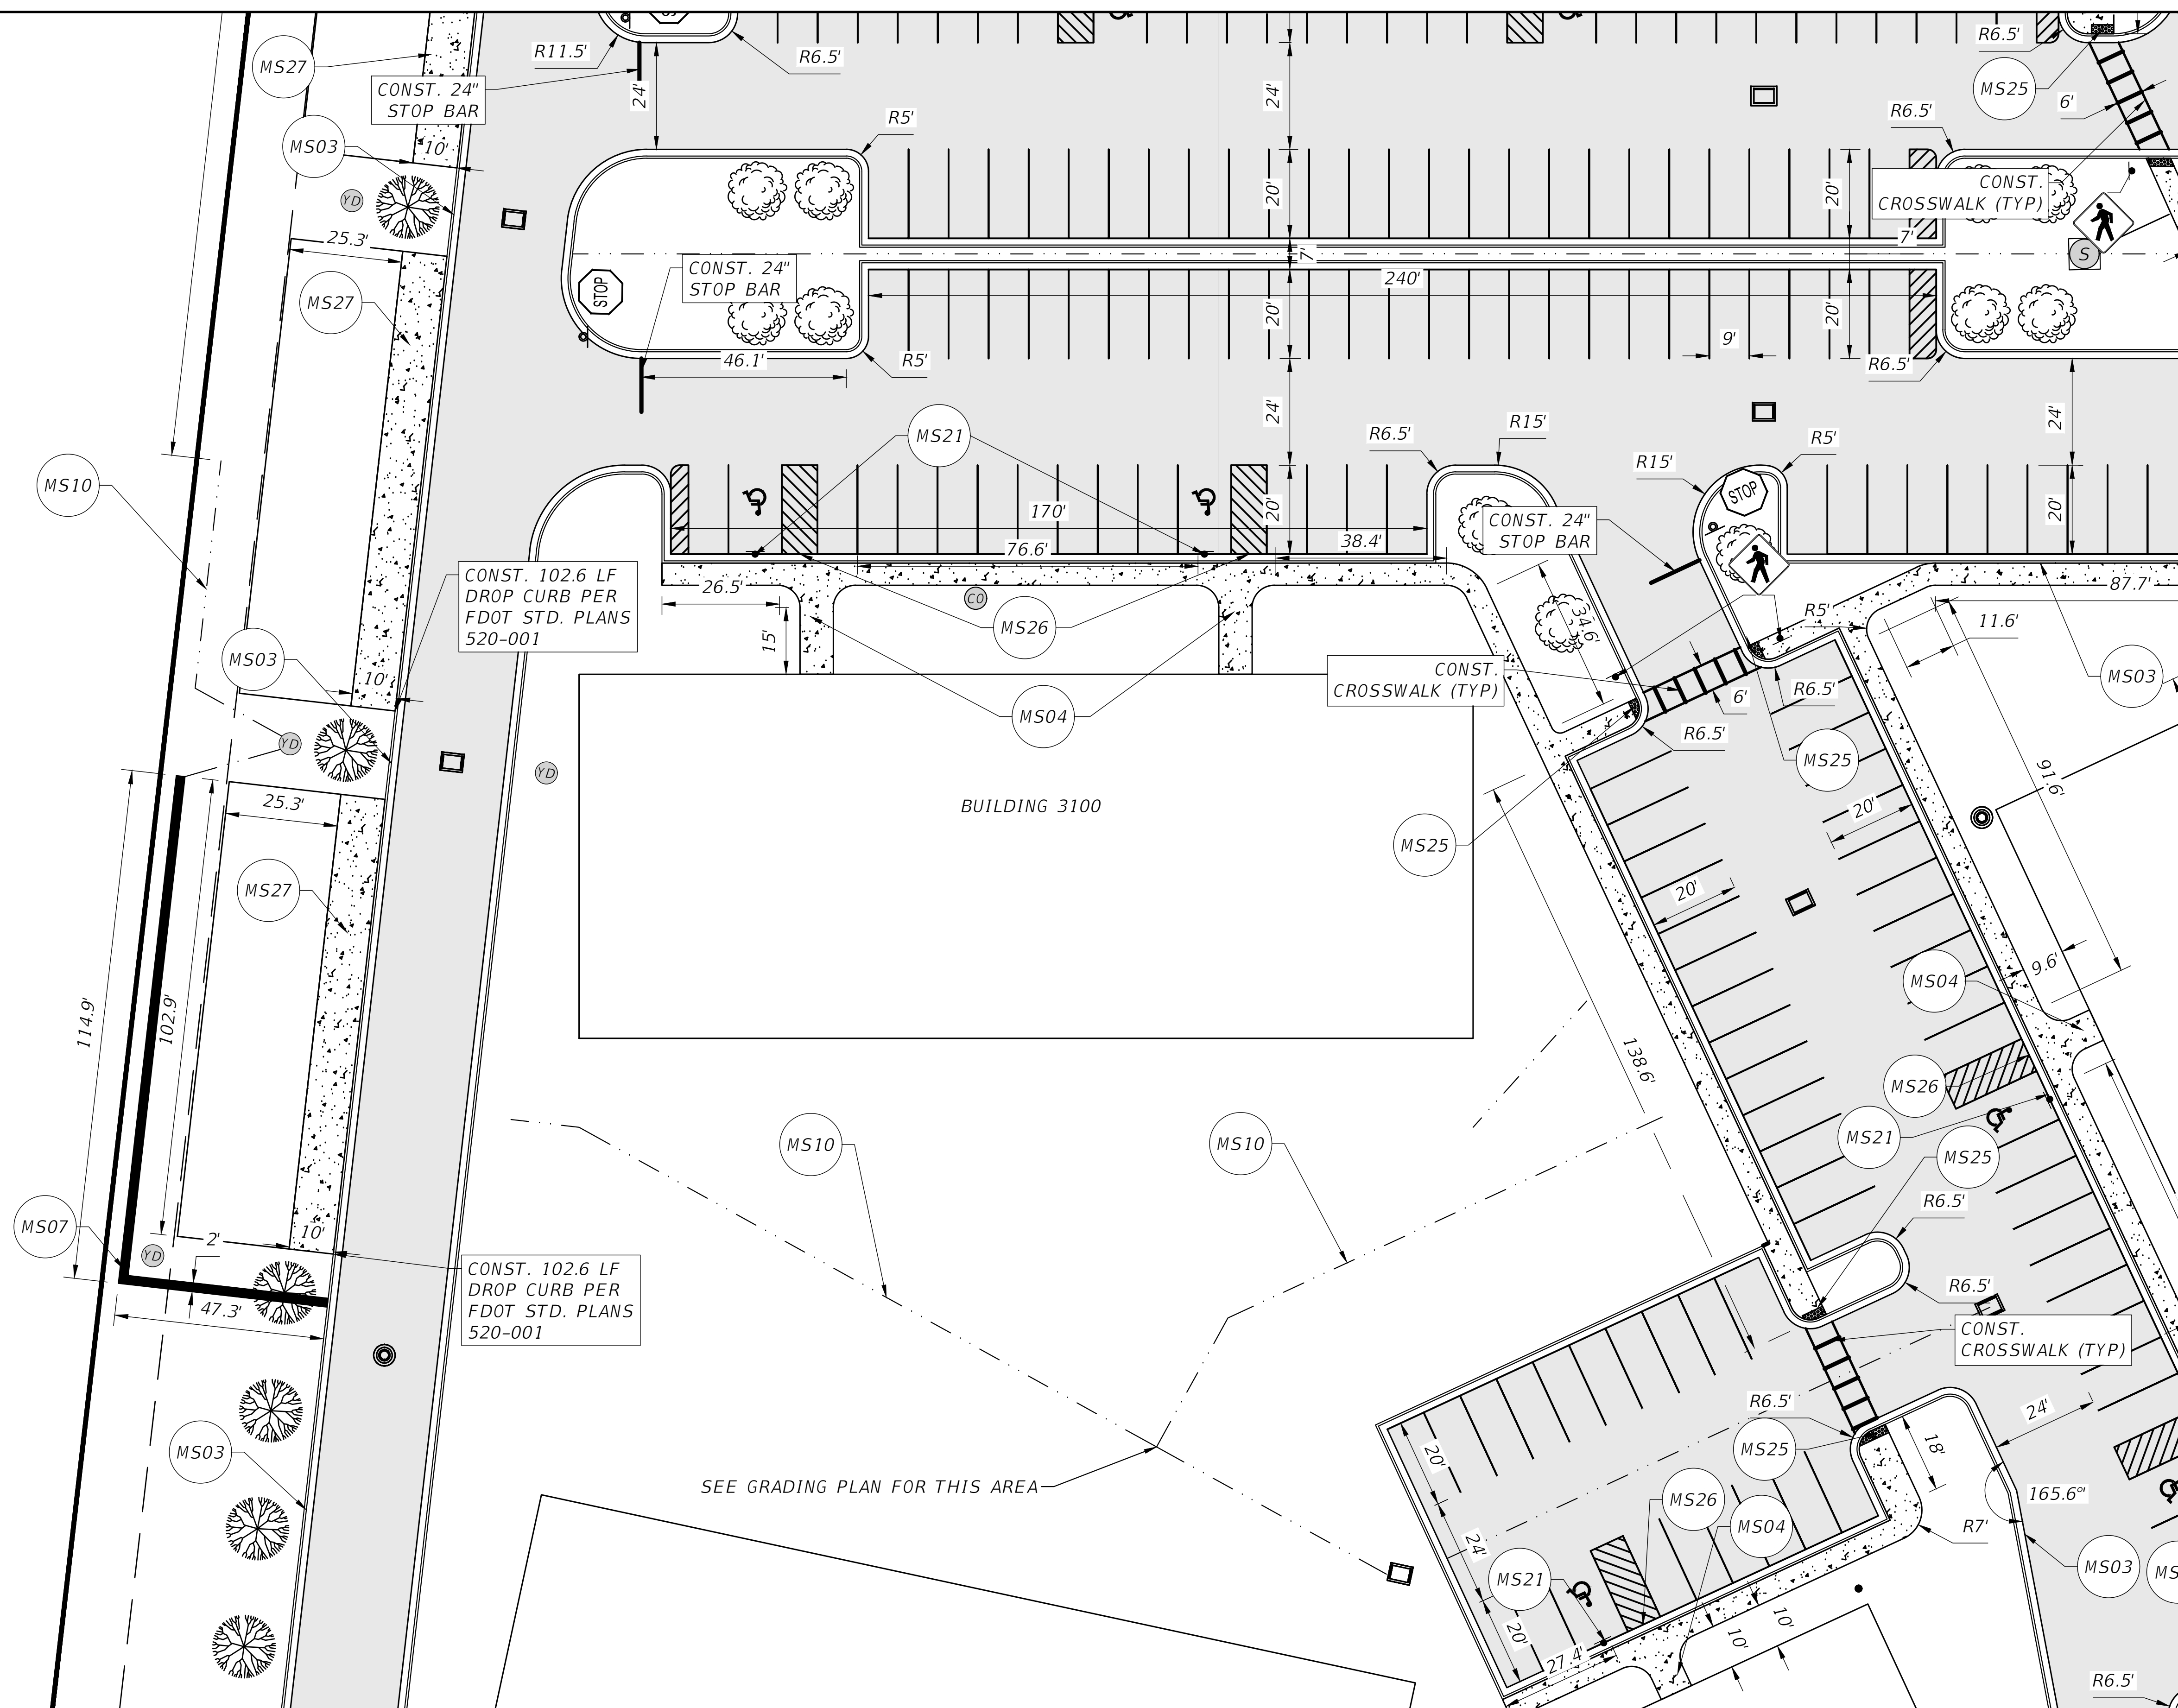 MS27
R11.5'
R6.5'
R6.5'
MS25
CONST. 24"
STOP BAR
24'
24'
6'
R5'
R6.5'
MS03
10'
YD
20'
20'
CONST.
CROSSWALK (TYP)
25.3'
7'
7'
S
MS27
STOP
CONST. 24"
STOP BAR
240'
20'
20'
9'
46.1'
R5'
R6.5'
24'
24'
MS21
R6.5'
R15'
R5'
R15'
MS10
STOP
170'
20'
20'
CONST. 24"
STOP BAR
76.6'
38.4'
CONST. 102.6 LF
DROP CURB PER
FDOT STD. PLANS
520-001
26.5'
CO
87.7'
R5'
11.6'
15'
MS26
34.6'
MS03
10'
CONST.
CROSSWALK (TYP)
6'
R6.5'
MS03
MS04
R6.5'
YD
YD
MS25
25.3'
BUILDING 3100
91.6'
20'
MS25
MS27
20'
114.9'
102.9'
9.6'
MS04
138.6'
MS26
MS21
MS10
MS10
MS25
R6.5'
MS07
YD
2'
10'
47.3'
CONST. 102.6 LF
DROP CURB PER
FDOT STD. PLANS
520-001
R6.5'
CONST.
CROSSWALK (TYP)
R6.5'
24'
MS03
MS25
18'
20'
SEE GRADING PLAN FOR THIS AREA
165.6°'
MS26
MS04
R7'
24'
MS21
MS03
MS
20'
10'
10'
27.4'
R6.5'